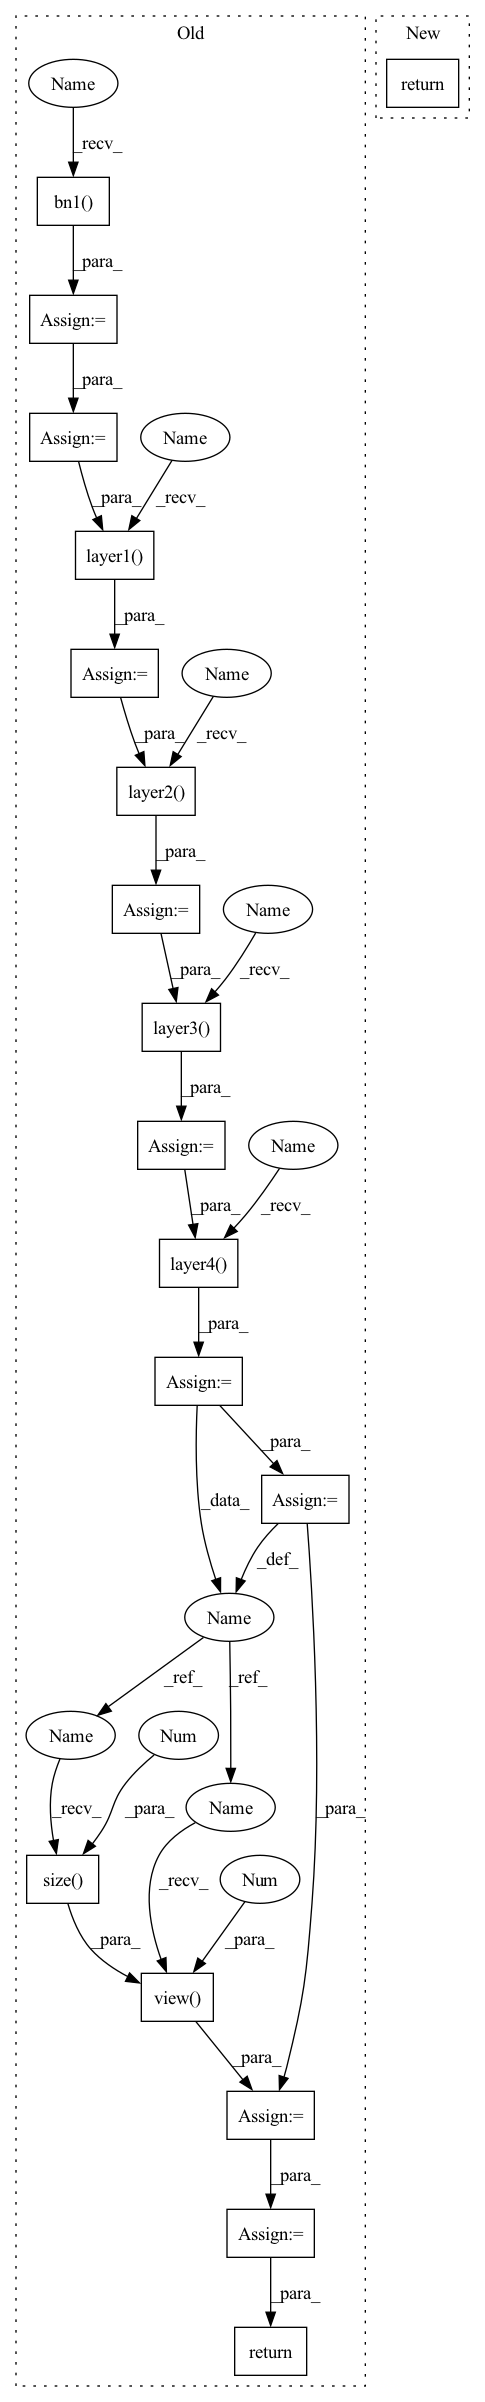 Old
New
Name
return
_recv_
bn1()
_para_
Assign:=
_para_
Assign:=
Name
_para_
_recv_
layer1()
_para_
Assign:=
Name
_para_
_recv_
layer2()
_para_
Assign:=
Name
_para_
_recv_
layer3()
_para_
Assign:=
Name
_para_
_recv_
layer4()
_para_
Assign:=
_para_
Assign:=
_data_
_def_
Name
_ref_
_ref_
Name
Num
Name
_para_
_recv_
_para_
size()
_recv_
Num
_para_
_para_
view()
_para_
Assign:=
_para_
Assign:=
_para_
return